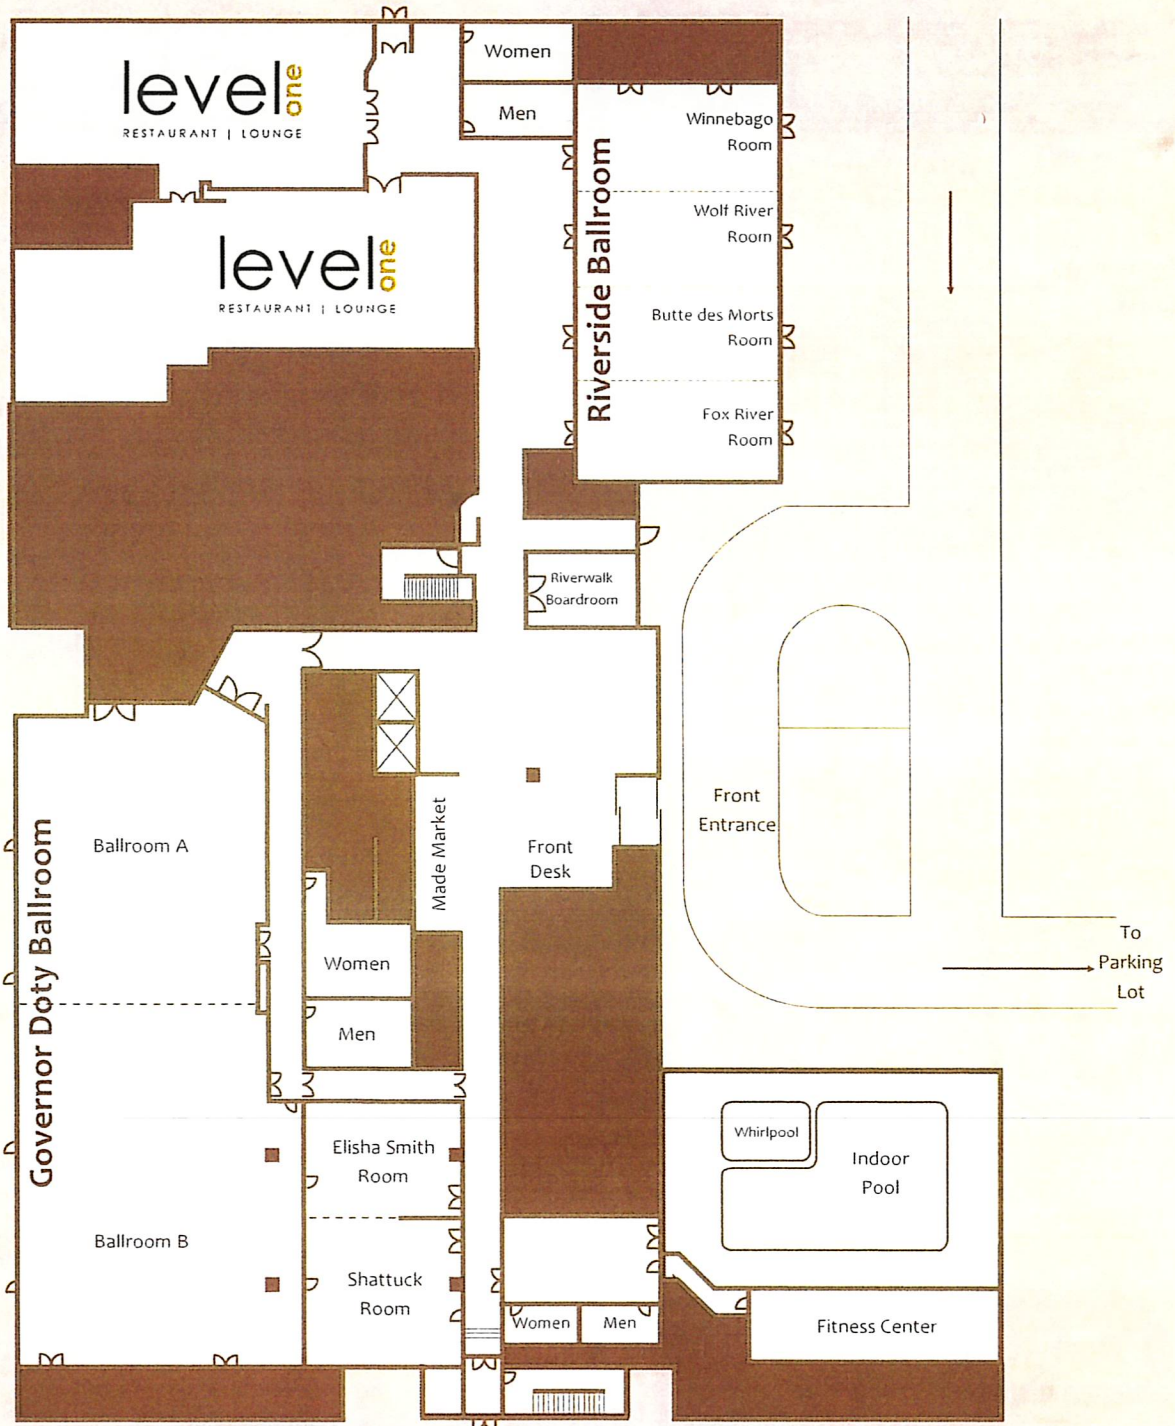 level one
RESTAURANT | LOUNGE
level one
RESTAURANT | LOUNGE
Women
Men
Riverside Ballroom
Winnebago
Room
Wolf River
Room
Butte des Morts
Room
Fox River
Room
Riverwalk
Boardroom
Front
Entrance
To
Parking
Lot
Made Market
Front
Desk
Governor Doty Ballroom
Ballroom A
Women
Men
Elisha Smith
Room
Ballroom B
Shattuck
Room
Women
Men
Whirlpool
Indoor
Pool
Fitness Center